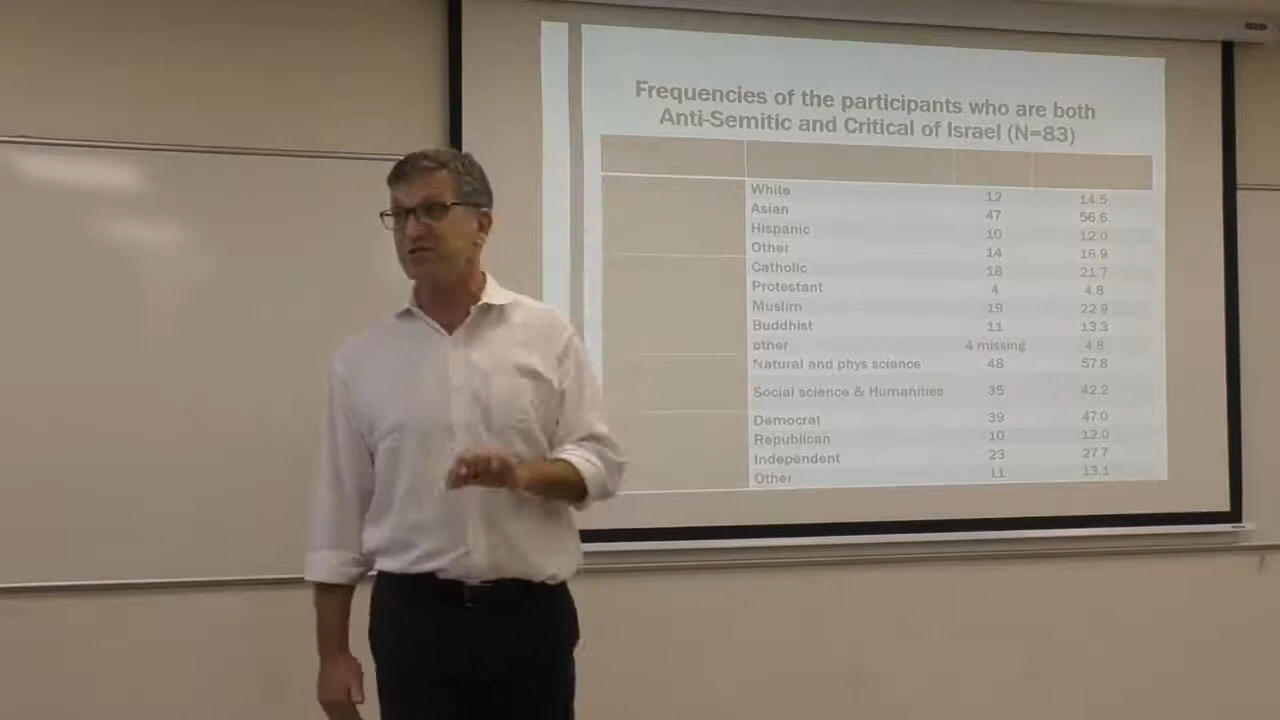 Frequencies of the participants who are both
Anti-Semitic and Critical of Israel (N=83)
White 12 14.5
Asian 47 56.6
Hispanic 10 12.0
Other 14 16.9
Catholic 18 21.7
Protestant 4 4.8
Muslim 19 22.9
Buddhist 11 13.3
other 4 missing 4.8
Natural and phys science 48 57.8
Social science & Humanities 35 42.2
Democrat 39 47.0
Republican 10 12.0
Independent 23 27.7
Other 11 13.1